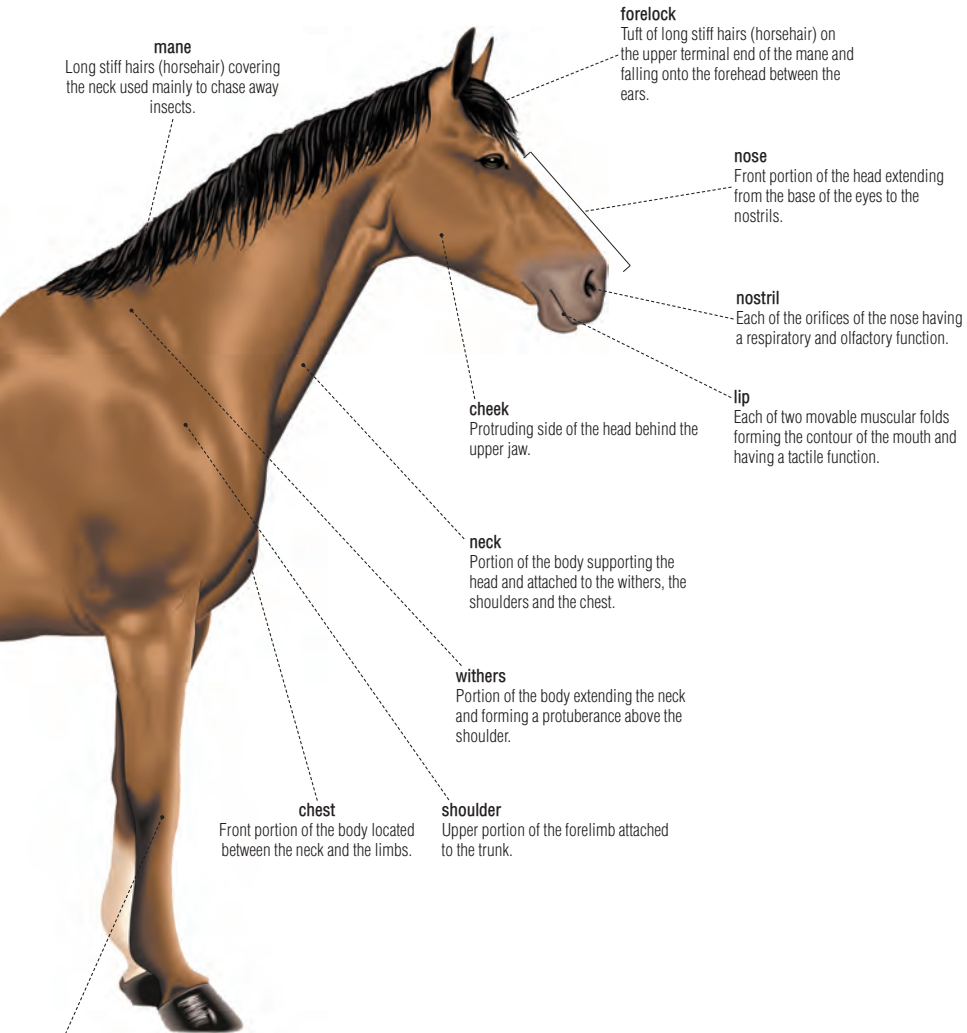 mane
Long stiff hairs (horsehair) covering
the neck used mainly to chase away
insects.
forelock
Tuft of long stiff hairs (horsehair) on
the upper terminal end of the mane and
falling onto the forehead between the
ears.
nose
Front portion of the head extending
from the base of the eyes to the
nostrils.
nostril
Each of the orifices of the nose having
a respiratory and olfactory function.
lip
Each of two movable muscular folds
forming the contour of the mouth and
having a tactile function.
cheek
Protruding side of the head behind the
upper jaw.
neck
Portion of the body supporting the
head and attached to the withers, the
shoulders and the chest.
withers
Portion of the body extending the neck
and forming a protuberance above the
shoulder.
chest
Front portion of the body located
between the neck and the limbs.
shoulder
Upper portion of the forelimb attached
to the trunk.